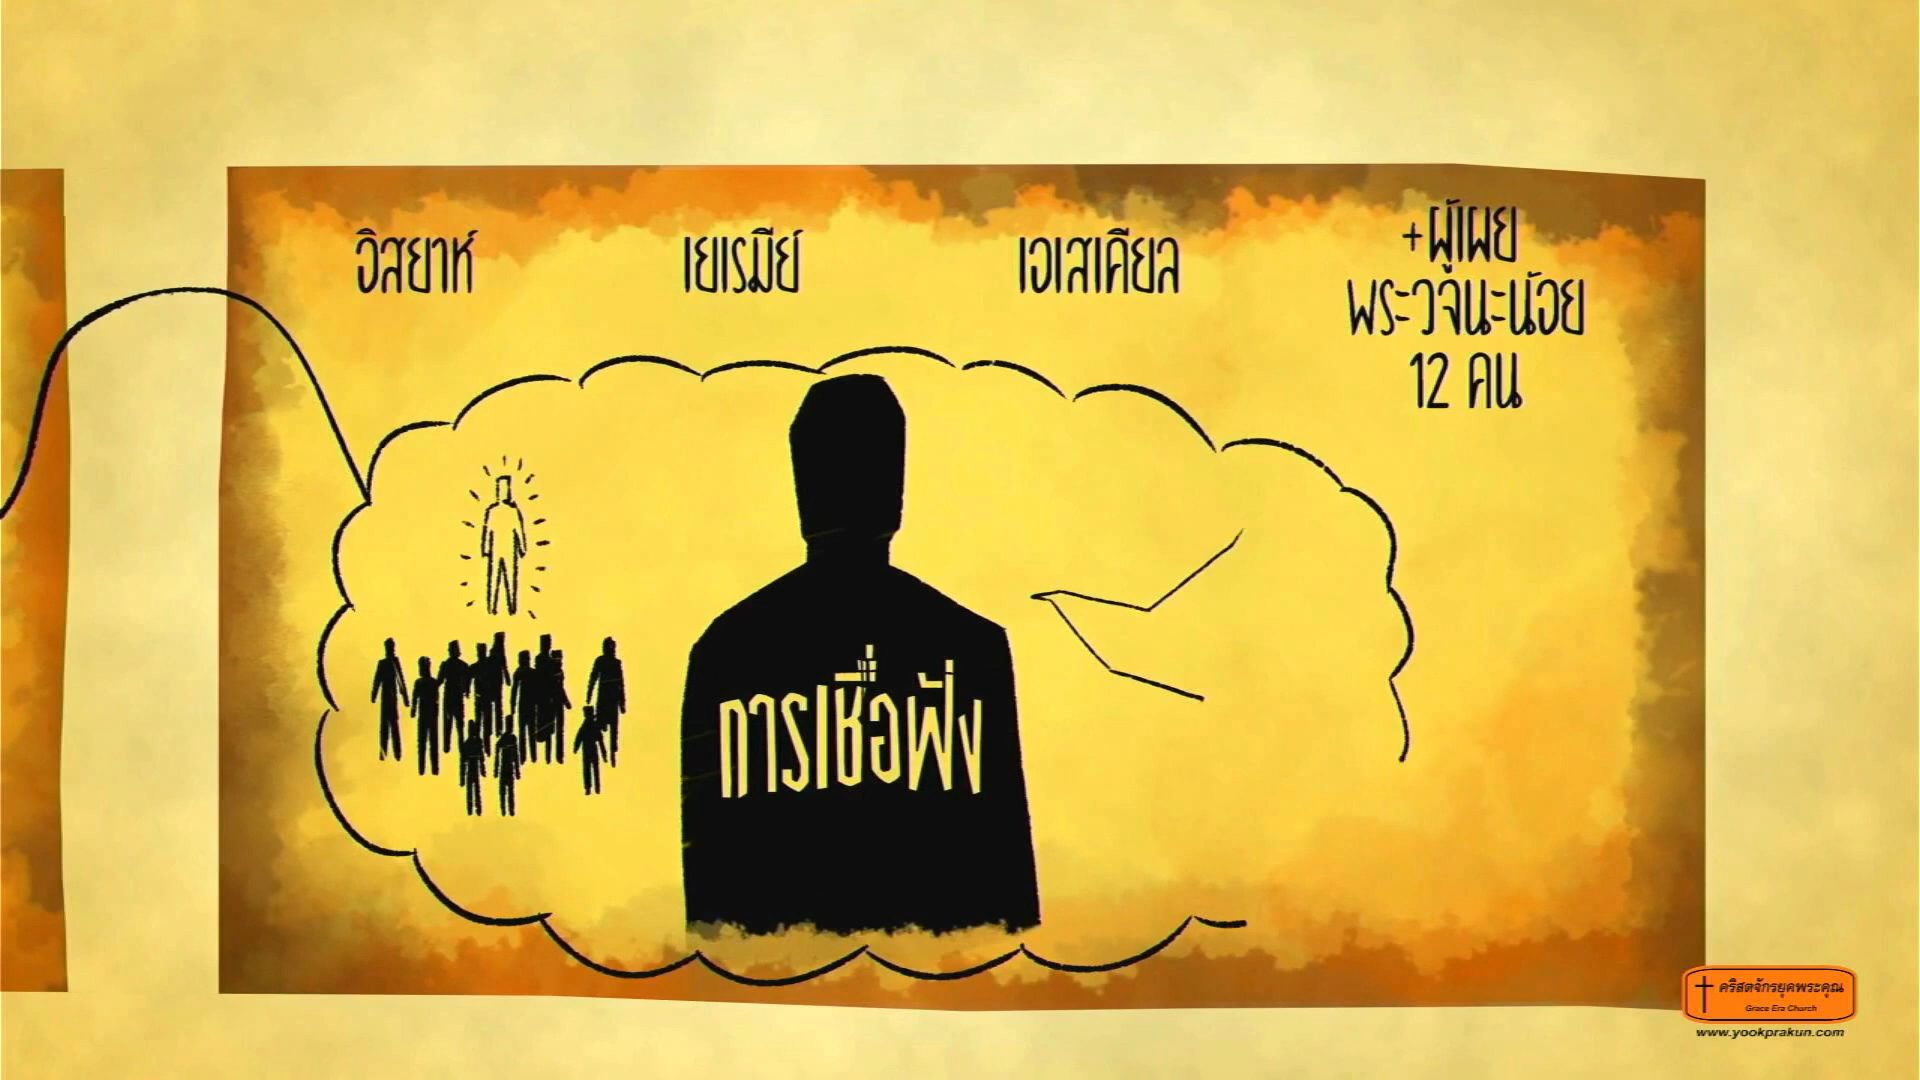 อิสยาห์
เยเรมีย์
เอเสเคียล
+ผู้เผย
พระวจนะน้อย
12 คน
การเชื่อฟัง
คริสตจักรยุคพระคุณ
Grace Era Church
www.yookprakun.com